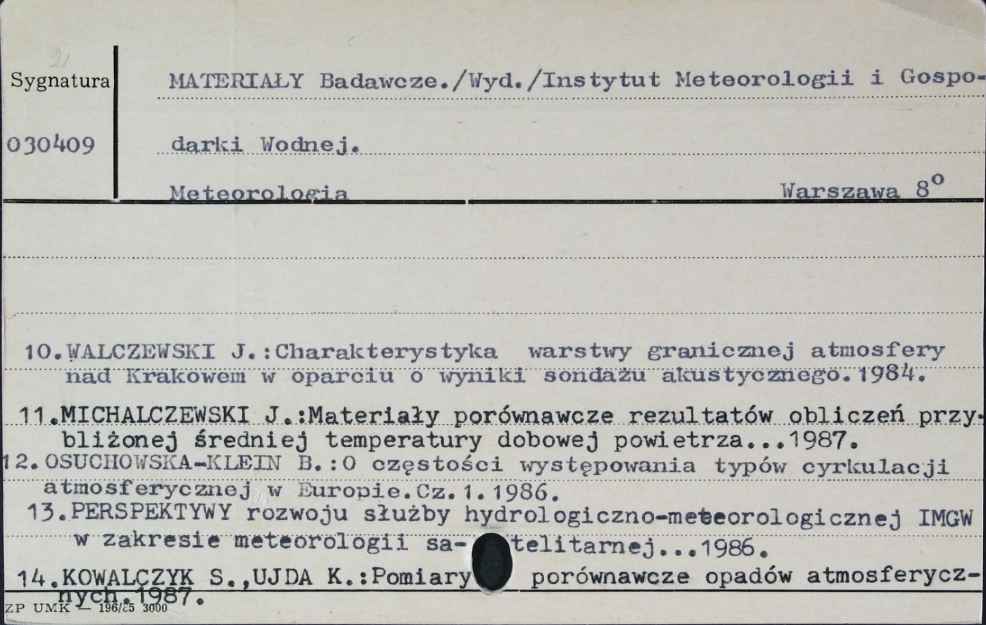 21
Sygnatura
MATERIAŁY Badawcze./Wyd./Instytut Meteorologii i Gospo-
030409
darki Wodnej.
Meteorologia Warszawa 8º
10.WALCZEWSKI J.:Charakterystyka warstwy granicznej atmosfery
nad Krakowem w oparciu o wyniki sondażu akustycznego.1984.
11.MICHALCZEWSKI J.:Materiały porównawcze rezultatów obliczeń przy-
bliżonej średniej temperatury dobowej powietrza...1987.
12.OSUCHOWSKA-KLEIN B.:O częstości występowania typów cyrkulacji
atmosferycznej w Europie.Cz.1.1986.
13.PERSPEKTYWY rozwoju służby hydrologiczno-meteorologicznej IMGW
w zakresie meteorologii sa- telitarnej...1986.
14.KOWALCZYK S.,UJDA K.:Pomiary porównawcze opadów atmosferycz-
nych.1987.
ZP UMK — 196/85 3000